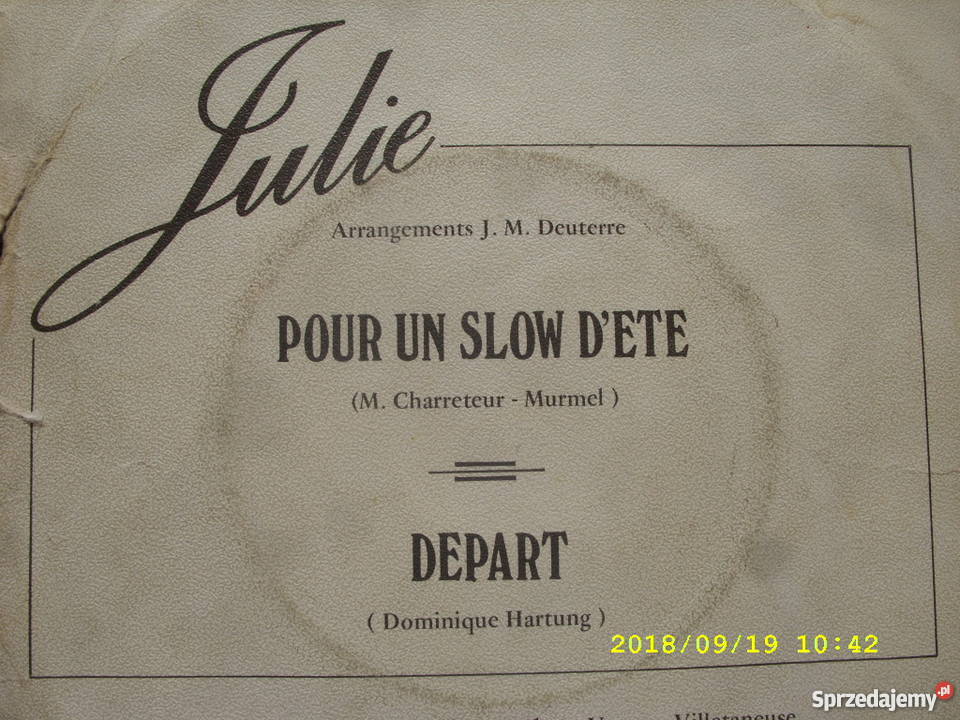 Julie
Arrangements J. M. Deuterre
POUR UN SLOW D'ETE
(M. Charreteur - Murmel )
DEPART
( Dominique Hartung )
2018/09/19 10:42
Villetaneuse
Sprzedajemy.pl